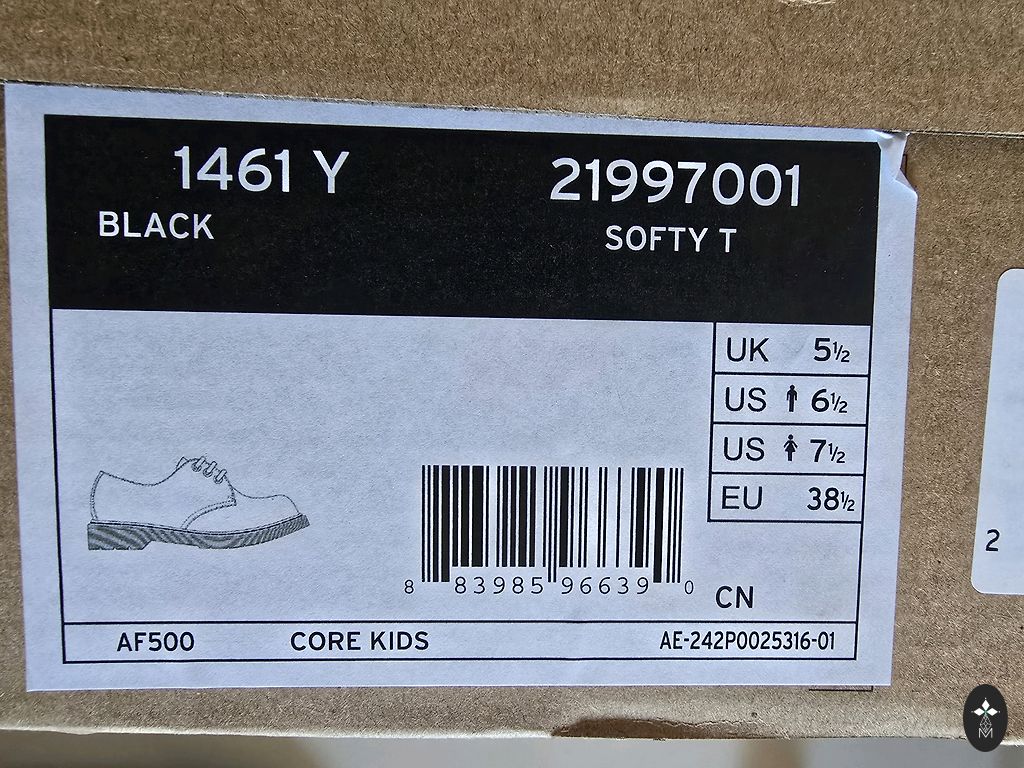 1461 Y 21997001
BLACK SOFTY T
UK 5½
US 6½
US 7½
EU 38½
8 83985 96639 0
CN
AF500 CORE KIDS AE-242P0025316-01
2
M